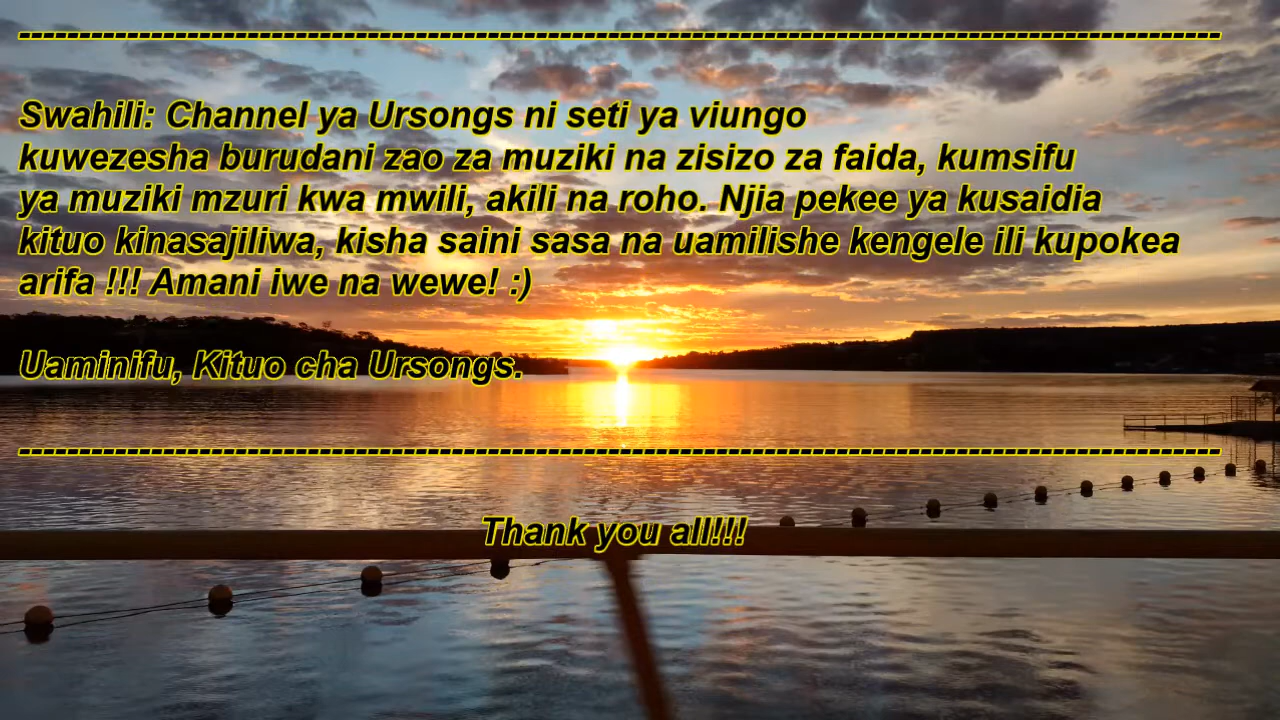 Swahili: Channel ya Ursongs ni seti ya viungo
kuwezesha burudani zao za muziki na zisizo za faida, kumsifu
ya muziki mzuri kwa mwili, akili na roho. Njia pekee ya kusaidia
kituo kinasajiliwa, kisha saini sasa na uamilishe kengele ili kupokea
arifa !!! Amani iwe na wewe! :)
Uaminifu, Kituo cha Ursongs.
Thank you all!!!